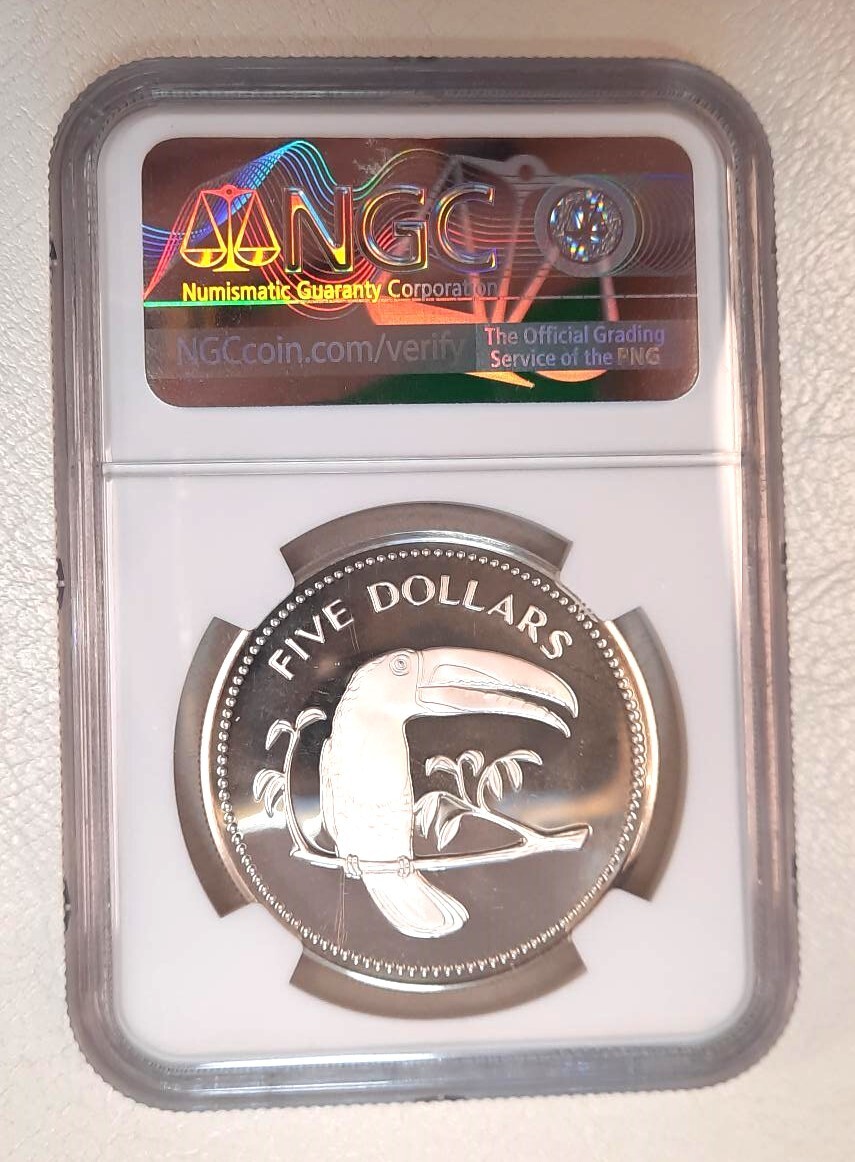 NGC
Numismatic Guaranty Corporation
NGCcoin.com/verify
The Official Grading
Service of the PNG
FIVE DOLLARS